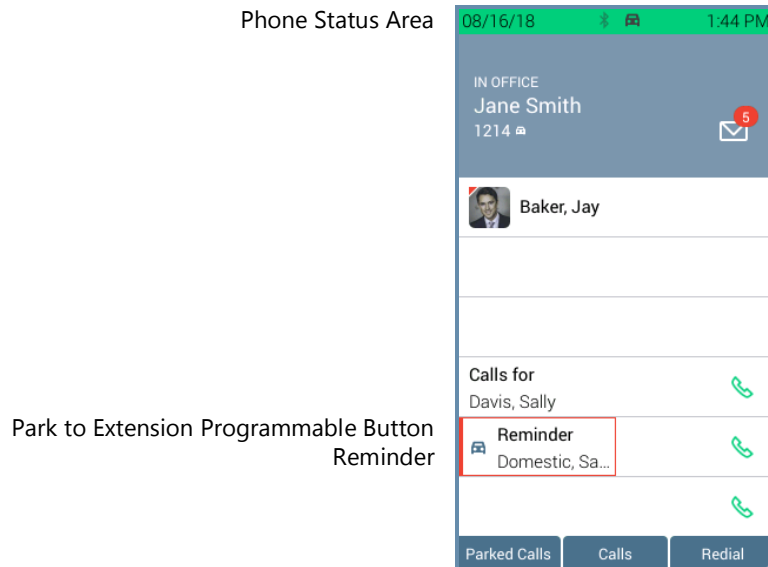 Phone Status Area
08/16/18 1:44 PM
IN OFFICE
Jane Smith
1214
5
Baker, Jay
Calls for
Davis, Sally
Park to Extension Programmable Button
Reminder
Reminder
Domestic, Sa...
Parked Calls Calls Redial